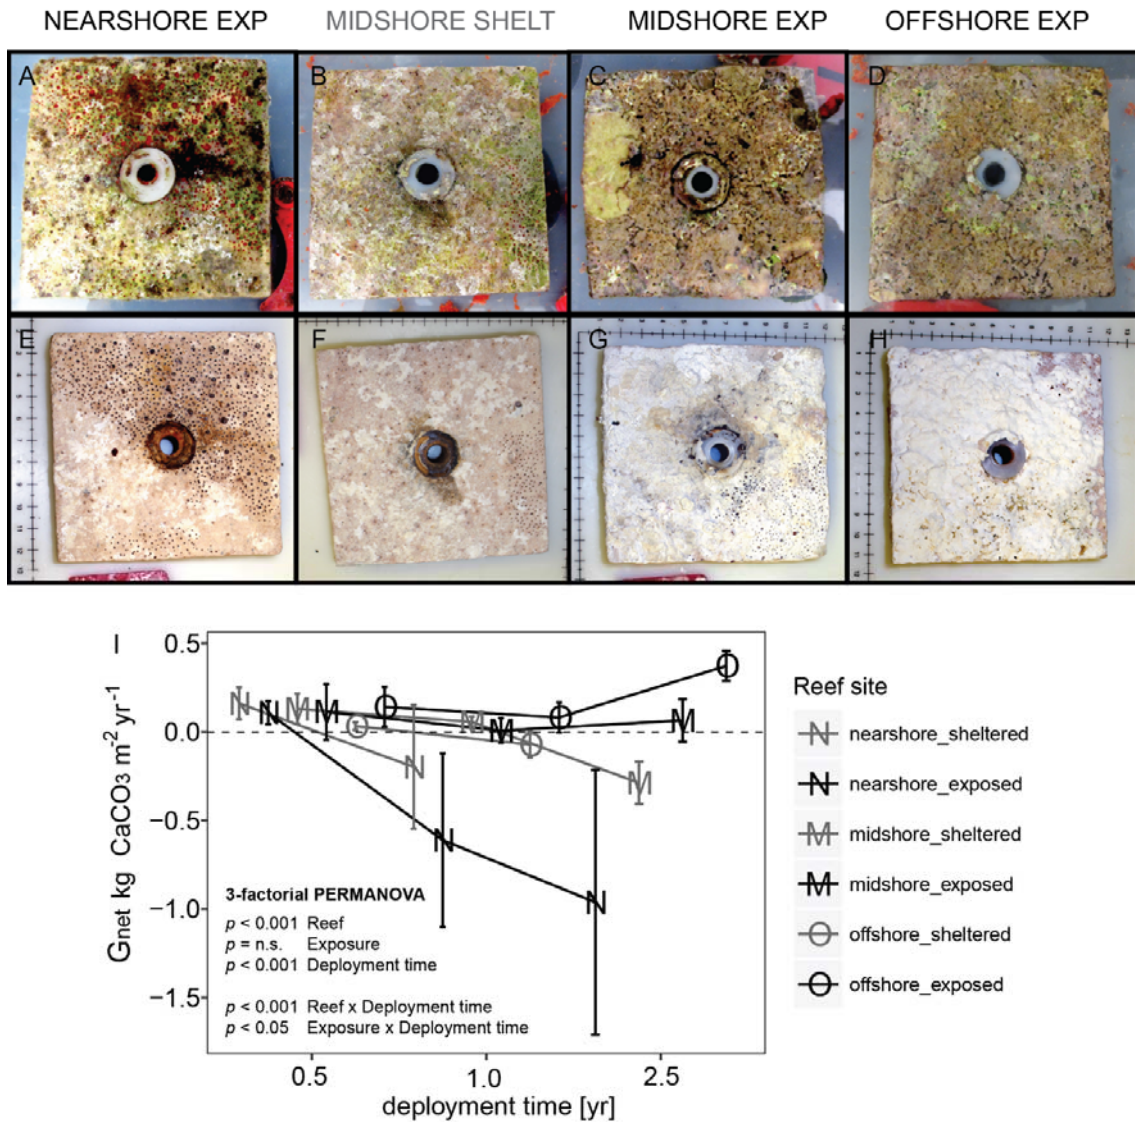 NEARSHORE EXP MIDSHORE SHELT MIDSHORE EXP OFFSHORE EXP
A B C D
E F G H
I
0.5
0.0
−0.5
−1.0
−1.5
Gnet kg CaCO3 m-2yr-1
3-factorial PERMANOVA
p < 0.001 Reef
p = n.s. Exposure
p < 0.001 Deployment time
p < 0.001 Reef x Deployment time
p < 0.05 Exposure x Deployment time
0.5 1.0 2.5
deployment time [yr]
Reef site
N nearshore_sheltered
N nearshore_exposed
M midshore_sheltered
M midshore_exposed
O offshore_sheltered
O offshore_exposed